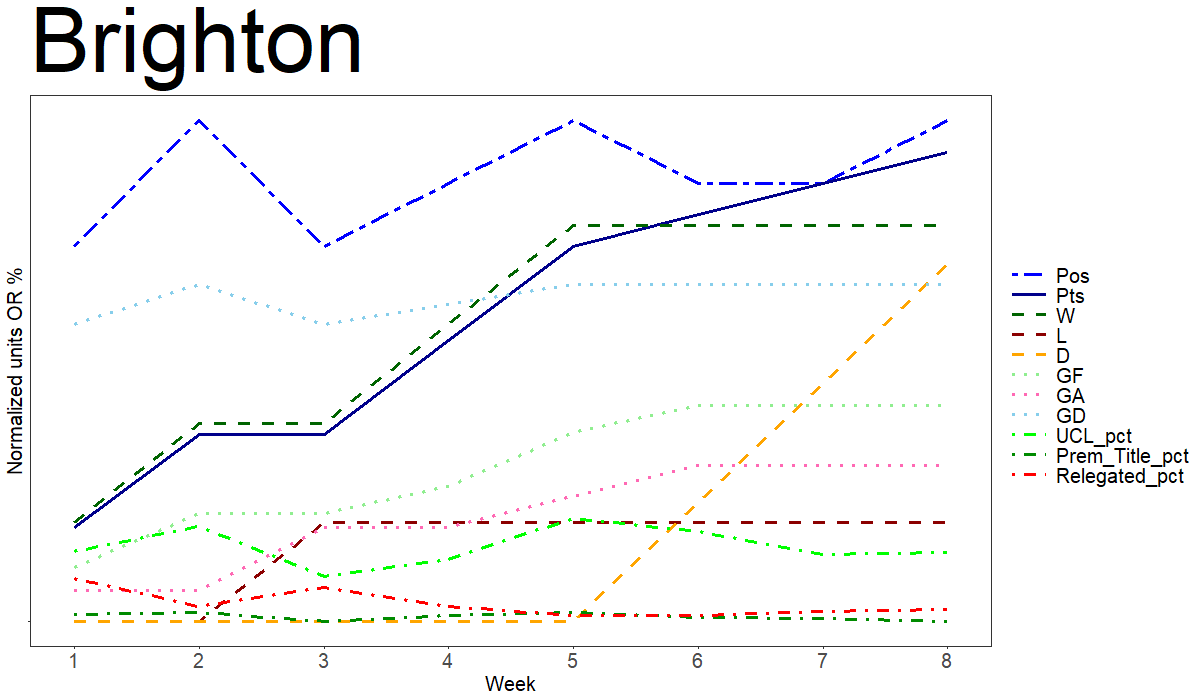 Brighton
Normalized units OR %
Pos
Pts
W
L
D
GF
GA
GD
UCL_pct
Prem_Title_pct
Relegated_pct
1 2 3 4 5 6 7 8
Week